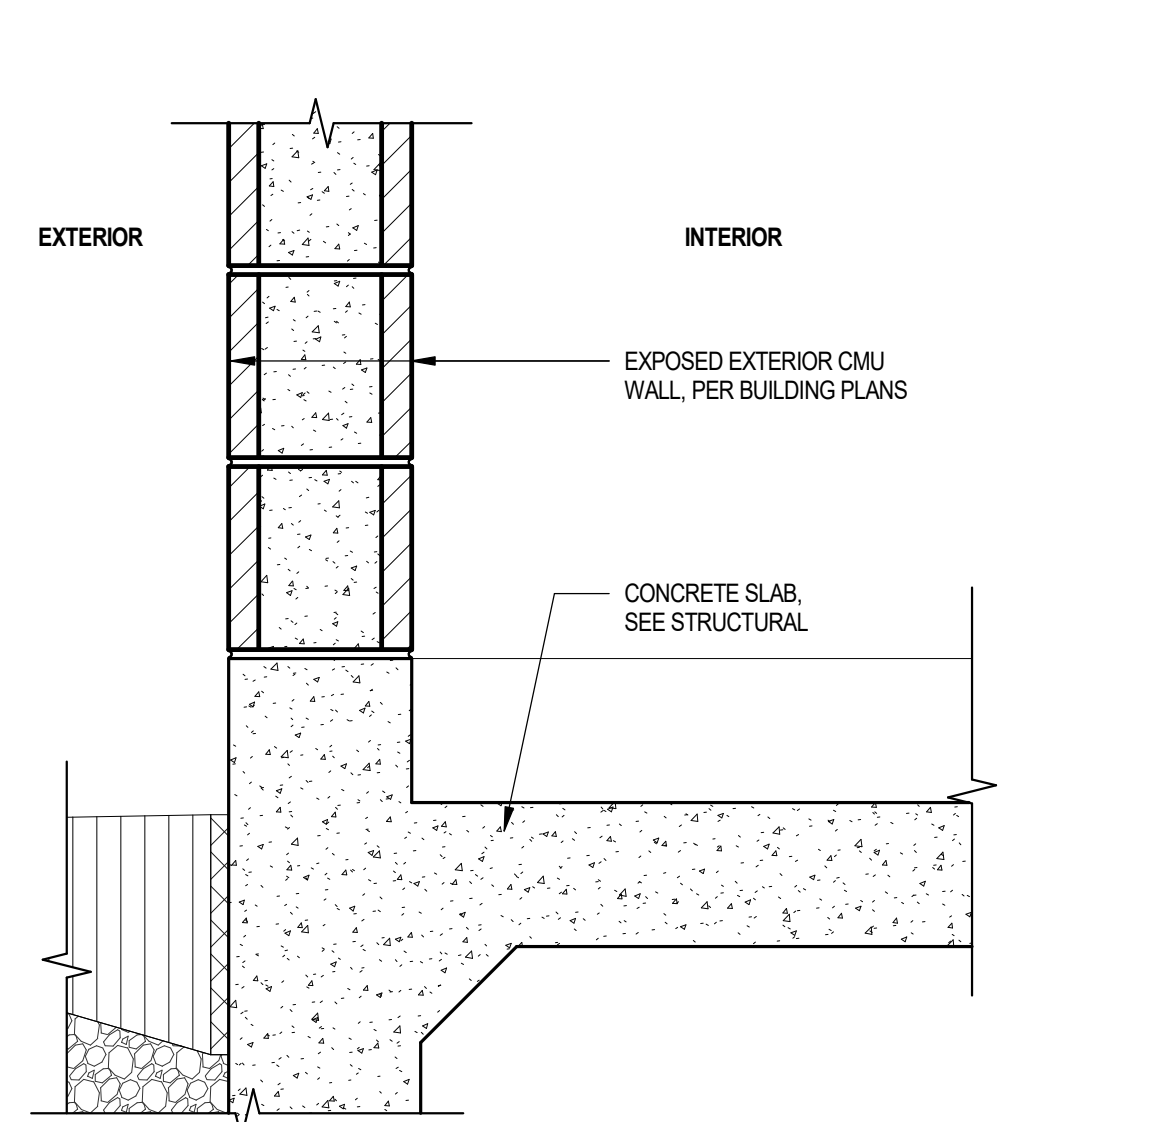 EXTERIOR
INTERIOR
EXPOSED EXTERIOR CMU
WALL, PER BUILDING PLANS
CONCRETE SLAB,
SEE STRUCTURAL